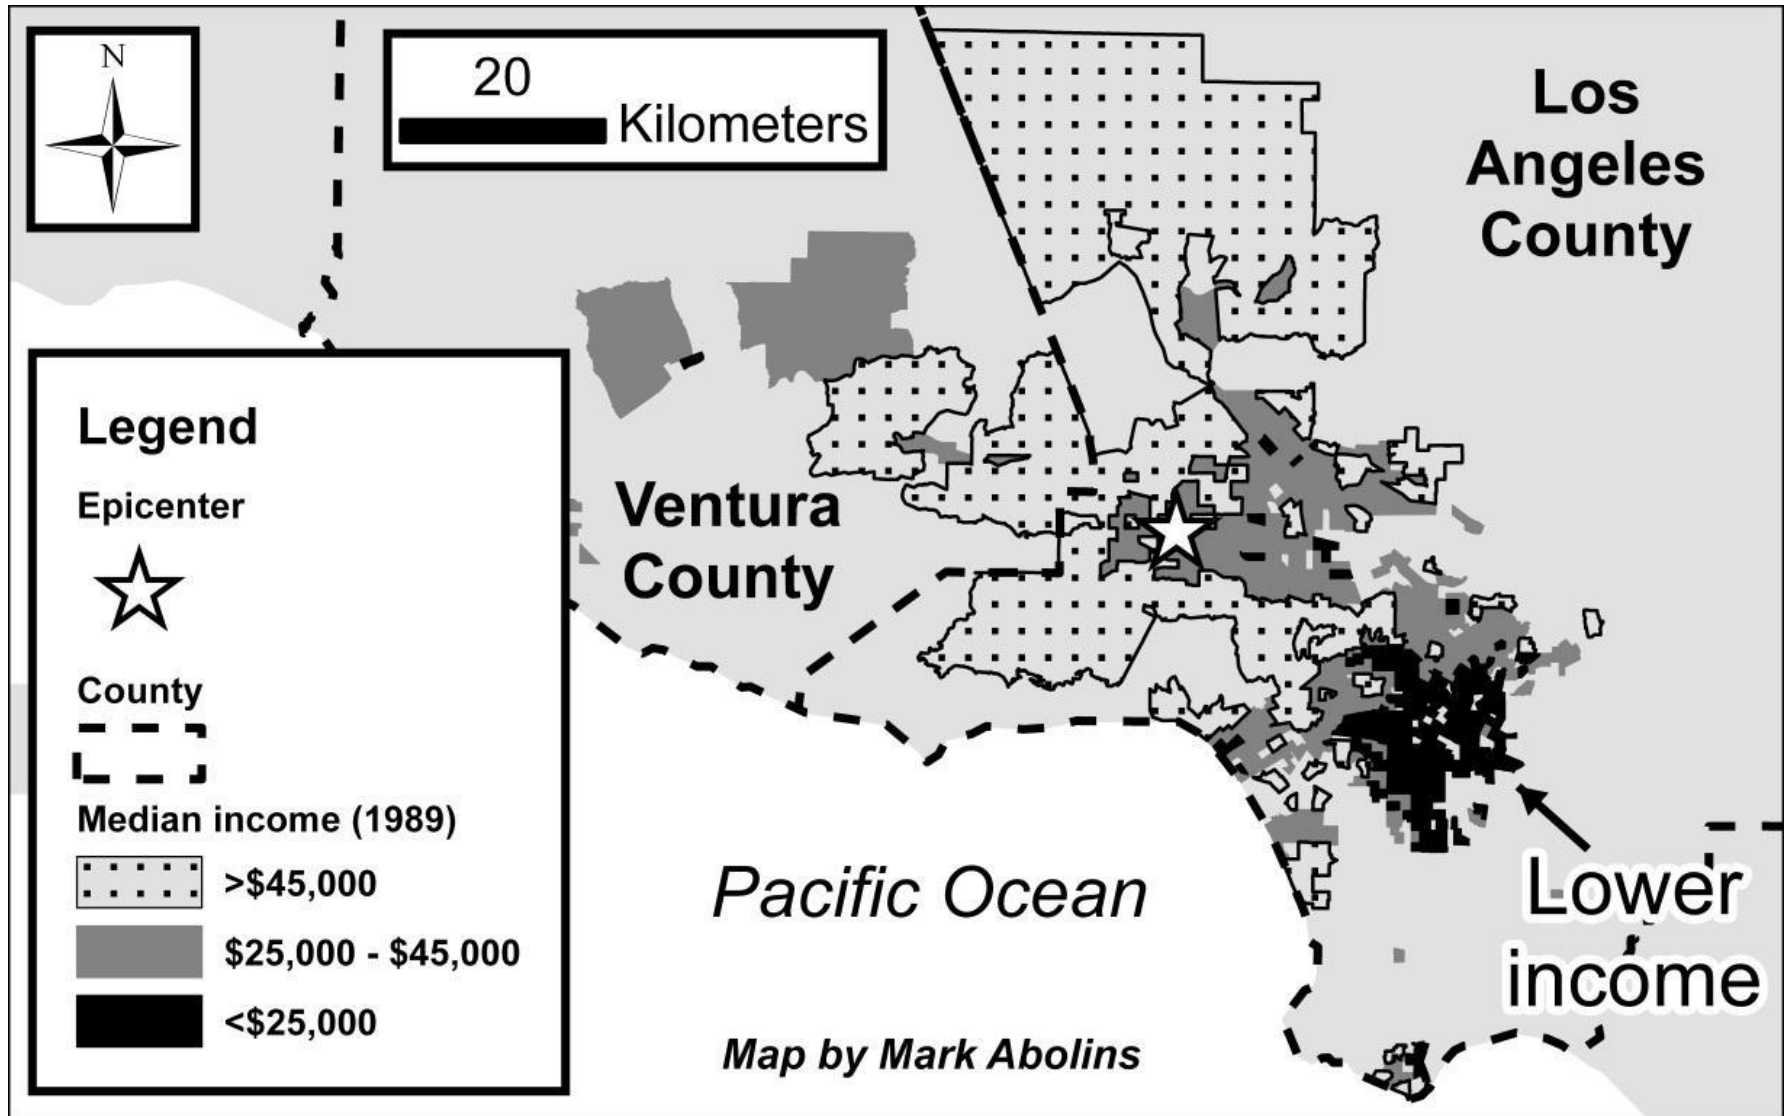 N
20
Kilometers
Los
Angeles
County
Ventura
County
Legend
Epicenter
County
Median income (1989)
>$45,000
$25,000 - $45,000
<$25,000
Pacific Ocean
Lower
income
Map by Mark Abolins